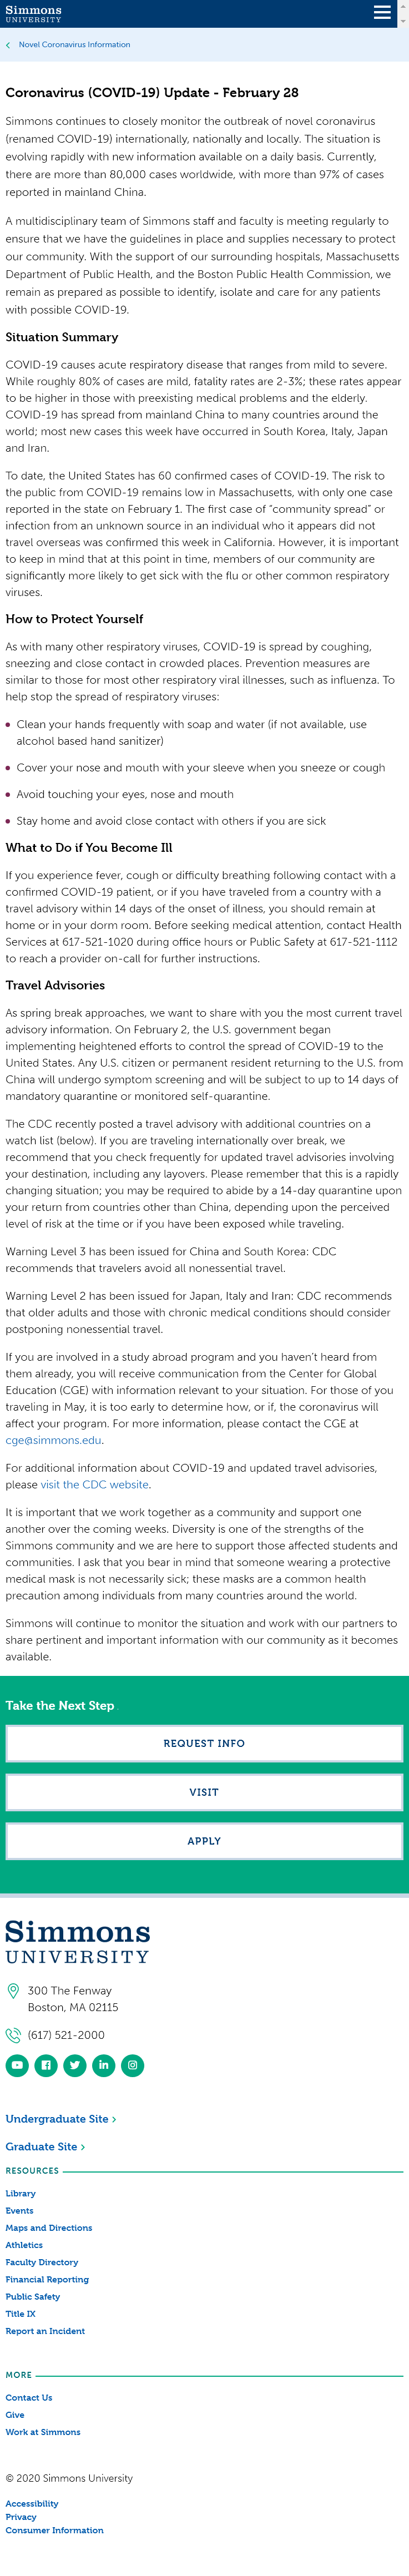 Simmons
UNIVERSITY
Novel Coronavirus Information
Coronavirus (COVID-19) Update - February 28
Simmons continues to closely monitor the outbreak of novel coronavirus
(renamed COVID-19) internationally, nationally and locally. The situation is
evolving rapidly with new information available on a daily basis. Currently,
there are more than 80,000 cases worldwide, with more than 97% of cases
reported in mainland China.
A multidisciplinary team of Simmons staff and faculty is meeting regularly to
ensure that we have the guidelines in place and supplies necessary to protect
our community. With the support of our surrounding hospitals, Massachusetts
Department of Public Health, and the Boston Public Health Commission, we
remain as prepared as possible to identify, isolate and care for any patients
with possible COVID-19.
Situation Summary
COVID-19 causes acute respiratory disease that ranges from mild to severe.
While roughly 80% of cases are mild, fatality rates are 2-3%; these rates appear
to be higher in those with preexisting medical problems and the elderly.
COVID-19 has spread from mainland China to many countries around the
world; most new cases this week have occurred in South Korea, Italy, Japan
and Iran.
To date, the United States has 60 confirmed cases of COVID-19. The risk to
the public from COVID-19 remains low in Massachusetts, with only one case
reported in the state on February 1. The first case of “community spread” or
infection from an unknown source in an individual who it appears did not
travel overseas was confirmed this week in California. However, it is important
to keep in mind that at this point in time, members of our community are
significantly more likely to get sick with the flu or other common respiratory
viruses.
How to Protect Yourself
As with many other respiratory viruses, COVID-19 is spread by coughing,
sneezing and close contact in crowded places. Prevention measures are
similar to those for most other respiratory viral illnesses, such as influenza. To
help stop the spread of respiratory viruses:
Clean your hands frequently with soap and water (if not available, use
alcohol based hand sanitizer)
Cover your nose and mouth with your sleeve when you sneeze or cough
Avoid touching your eyes, nose and mouth
Stay home and avoid close contact with others if you are sick
What to Do if You Become Ill
If you experience fever, cough or difficulty breathing following contact with a
confirmed COVID-19 patient, or if you have traveled from a country with a
travel advisory within 14 days of the onset of illness, you should remain at
home or in your dorm room. Before seeking medical attention, contact Health
Services at 617-521-1020 during office hours or Public Safety at 617-521-1112
to reach a provider on-call for further instructions.
Travel Advisories
As spring break approaches, we want to share with you the most current travel
advisory information. On February 2, the U.S. government began
implementing heightened efforts to control the spread of COVID-19 to the
United States. Any U.S. citizen or permanent resident returning to the U.S. from
China will undergo symptom screening and will be subject to up to 14 days of
mandatory quarantine or monitored self-quarantine.
The CDC recently posted a travel advisory with additional countries on a
watch list (below). If you are traveling internationally over break, we
recommend that you check frequently for updated travel advisories involving
your destination, including any layovers. Please remember that this is a rapidly
changing situation; you may be required to abide by a 14-day quarantine upon
your return from countries other than China, depending upon the perceived
level of risk at the time or if you have been exposed while traveling.
Warning Level 3 has been issued for China and South Korea: CDC
recommends that travelers avoid all nonessential travel.
Warning Level 2 has been issued for Japan, Italy and Iran: CDC recommends
that older adults and those with chronic medical conditions should consider
postponing nonessential travel.
If you are involved in a study abroad program and you haven’t heard from
them already, you will receive communication from the Center for Global
Education (CGE) with information relevant to your situation. For those of you
traveling in May, it is too early to determine how, or if, the coronavirus will
affect your program. For more information, please contact the CGE at
cge@simmons.edu.
For additional information about COVID-19 and updated travel advisories,
please visit the CDC website.
It is important that we work together as a community and support one
another over the coming weeks. Diversity is one of the strengths of the
Simmons community and we are here to support those affected students and
communities. I ask that you bear in mind that someone wearing a protective
medical mask is not necessarily sick; these masks are a common health
precaution among individuals from many countries around the world.
Simmons will continue to monitor the situation and work with our partners to
share pertinent and important information with our community as it becomes
available.
Take the Next Step
REQUEST INFO
VISIT
APPLY
Simmons
UNIVERSITY
300 The Fenway
Boston, MA 02115
(617) 521-2000
Undergraduate Site
Graduate Site
RESOURCES
Library
Events
Maps and Directions
Athletics
Faculty Directory
Financial Reporting
Public Safety
Title IX
Report an Incident
MORE
Contact Us
Give
Work at Simmons
© 2020 Simmons University
Accessibility
Privacy
Consumer Information